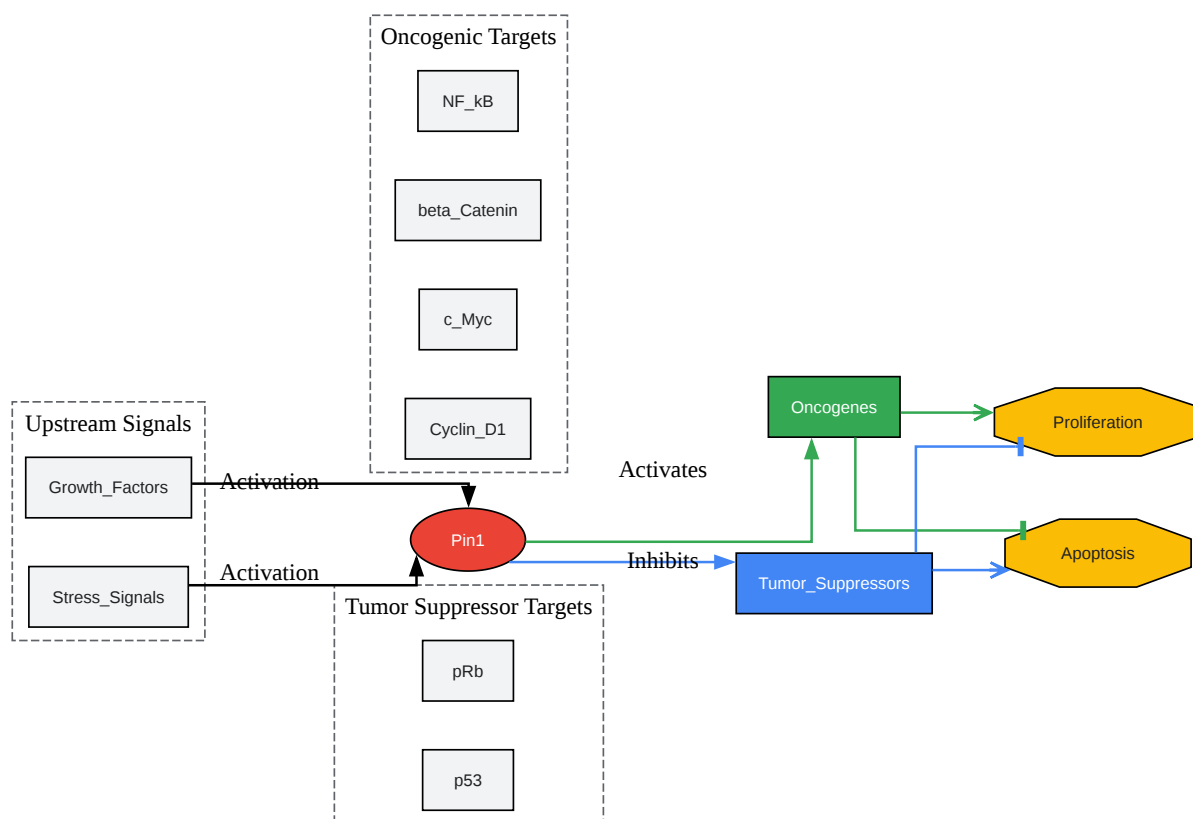 Oncogenic Targets
NF_kB
beta_Catenin
c_Myc
Cyclin_D1
Upstream Signals
Growth_Factors
Stress_Signals
Activation
Activation
Pin1
Activates
Inhibits
Oncogenes
Tumor_Suppressors
Proliferation
Apoptosis
Tumor Suppressor Targets
pRb
p53